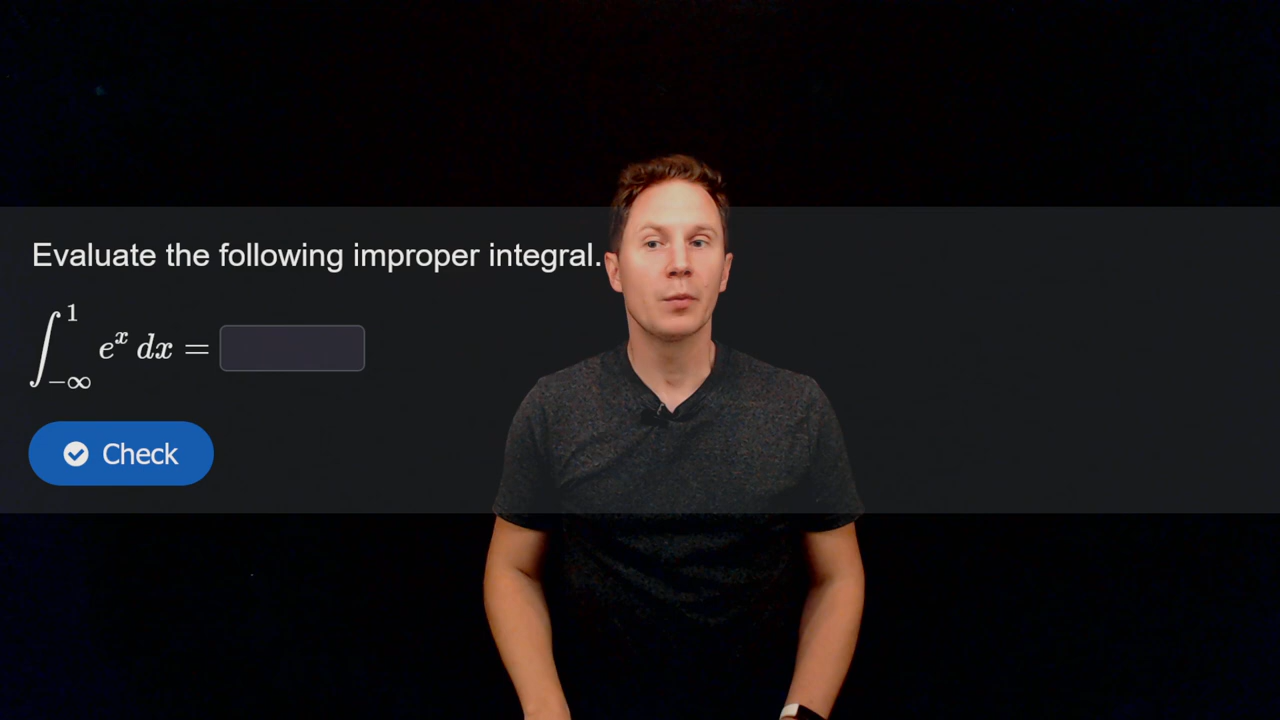 Evaluate the following improper integral.
∫_{-∞}^{1} e^x dx =
Check